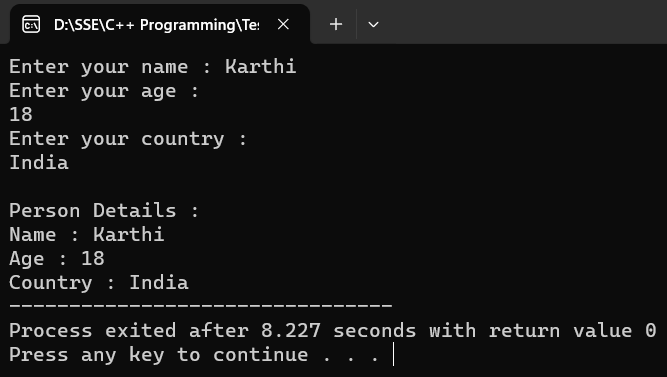 D:\SSE\C++ Programming\Te
Enter your name : Karthi
Enter your age :
18
Enter your country :
India
Person Details :
Name : Karthi
Age : 18
Country : India
--------------------------------
Process exited after 8.227 seconds with return value 0
Press any key to continue . . .